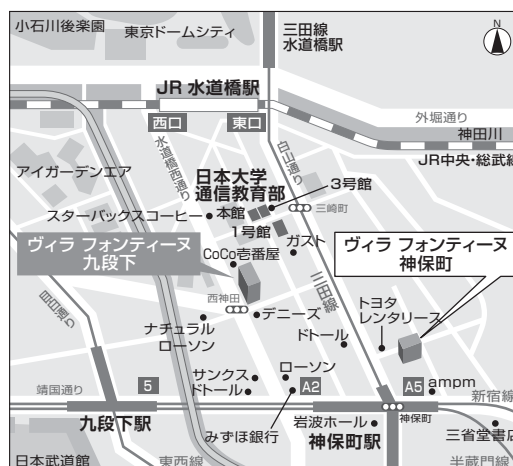 小石川後楽園
東京ドームシティ
三田線
水道橋駅
N
JR 水道橋駅
西口
東口
外堀通り
神田川
JR中央・総武線
水道橋西通り
白山通り
アイガーデンエア
日本大学
通信教育部
3号館
スターバックスコーヒー
本館
三崎町
1号館
ガスト
ヴィラ フォンティーヌ
九段下
CoCo壱番屋
ヴィラ フォンティーヌ
神保町
目白通り
西神田
三田線
トヨタ
レンタリース
デニーズ
ナチュラル
ローソン
ドトール
サンクス
ドトール
ローソン
靖国通り
5
A2
A5
ampm
新宿線
九段下駅
みずほ銀行
岩波ホール
神保町
神保町駅
三省堂書店
日本武道館
東西線
半蔵門線